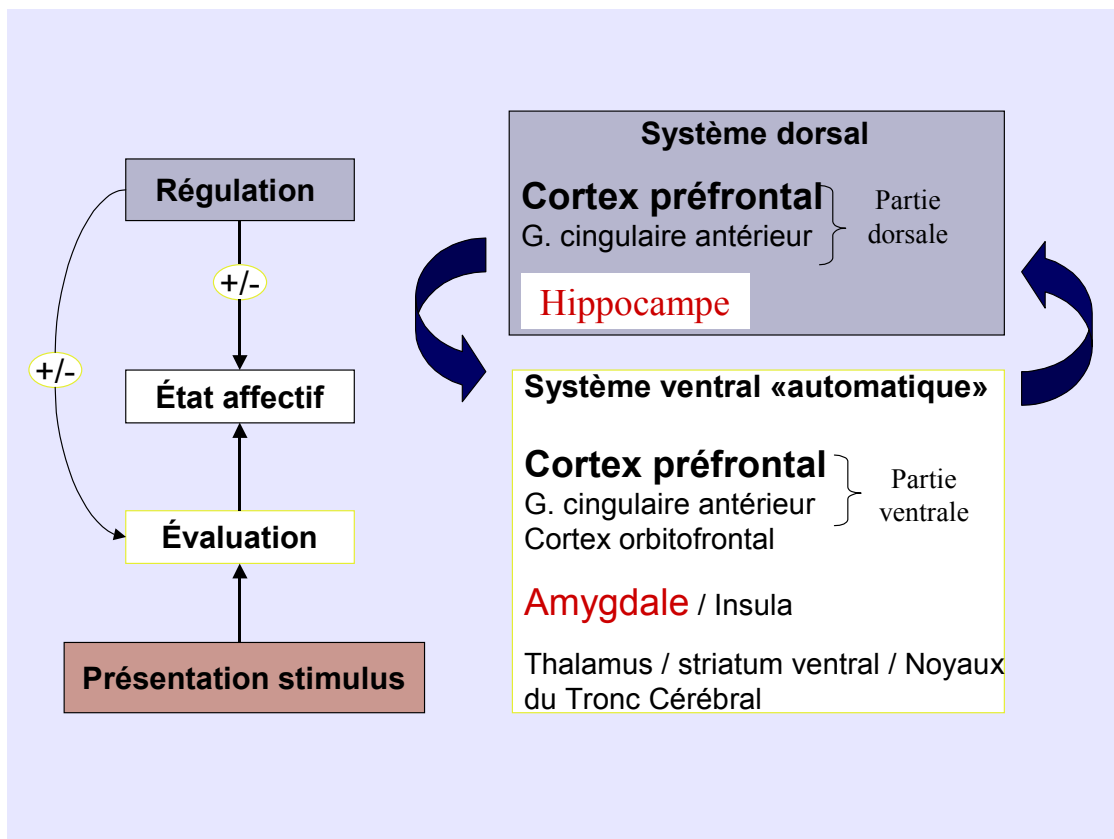 Régulation
+/-
+/-
État affectif
Évaluation
Présentation stimulus
Système dorsal
Cortex préfrontal
G. cingulaire antérieur
Partie
dorsale
Hippocampe
Système ventral «automatique»
Cortex préfrontal
G. cingulaire antérieur
Cortex orbitofrontal
Partie
ventrale
Amygdale / Insula
Thalamus / striatum ventral / Noyaux
du Tronc Cérébral